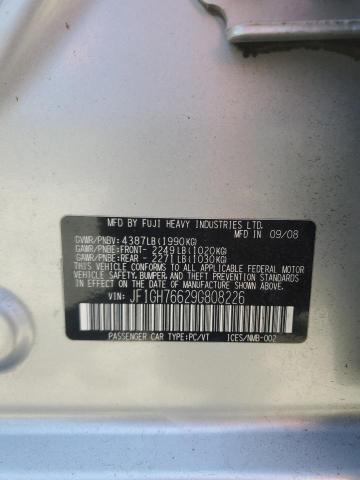 MFD BY FUJI HEAVY INDUSTRIES LTD.
MFD IN 09/08
GVWR/PNBV: 4387LB(1990KG)
GAWR/PNBE:FRONT- 2249LB(1020KG)
GAWR/PNBE:REAR - 2271LB(1030KG)
THIS VEHICLE CONFORMS TO ALL APPLICABLE FEDERAL MOTOR
VEHICLE SAFETY, BUMPER AND THEFT PREVENTION STANDARDS
IN EFFECT ON THE DATE OF MANUFACTURE SHOWN ABOVE.
VIN: JF1GH76629G808226
PASSENGER CAR TYPE:PC/VT ICES/NMB-002